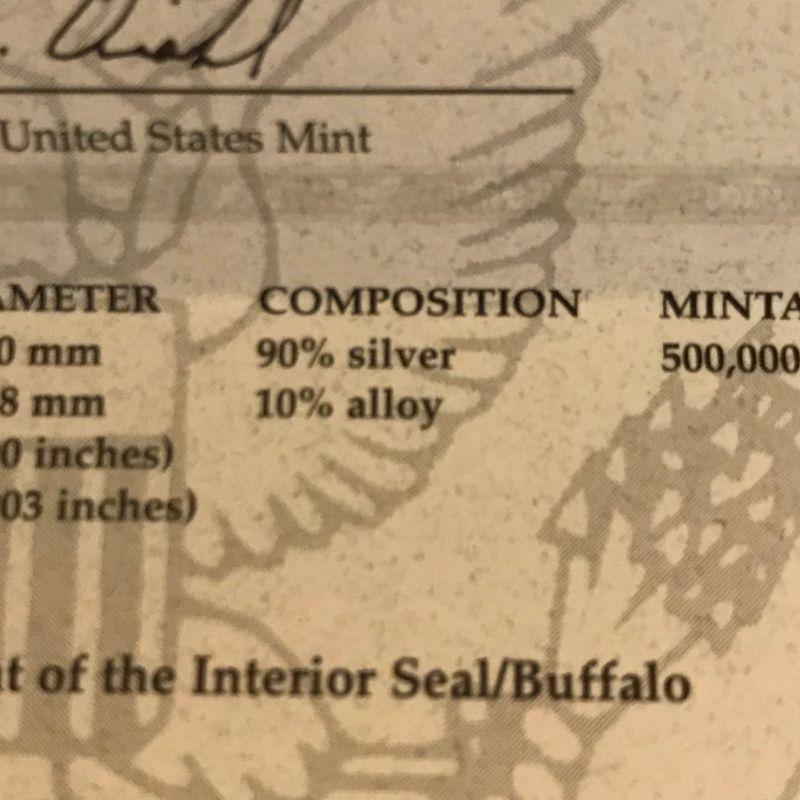 United States Mint
AMETER COMPOSITION MINTA
0 mm 90% silver 500,000
8 mm 10% alloy
0 inches)
03 inches)
t of the Interior Seal/Buffalo